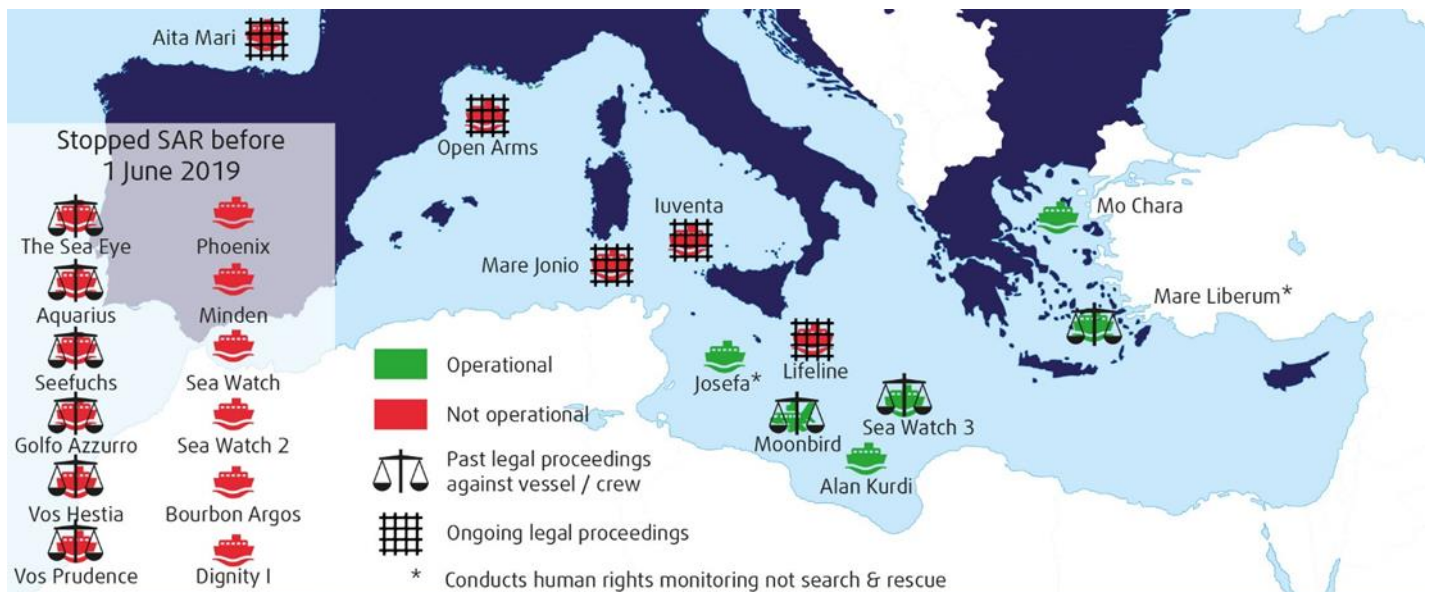 Aita Mari
Open Arms
Stopped SAR before
1 June 2019
The Sea Eye
Phoenix
Aquarius
Minden
Seefuchs
Sea Watch
Golfo Azzurro
Sea Watch 2
Vos Hestia
Bourbon Argos
Vos Prudence
Dignity I
Iuventa
Mare Jonio
Mo Chara
Mare Liberum*
Josefa*
Lifeline
Moonbird
Sea Watch 3
Alan Kurdi
Operational
Not operational
Past legal proceedings
against vessel / crew
Ongoing legal proceedings
* Conducts human rights monitoring not search & rescue